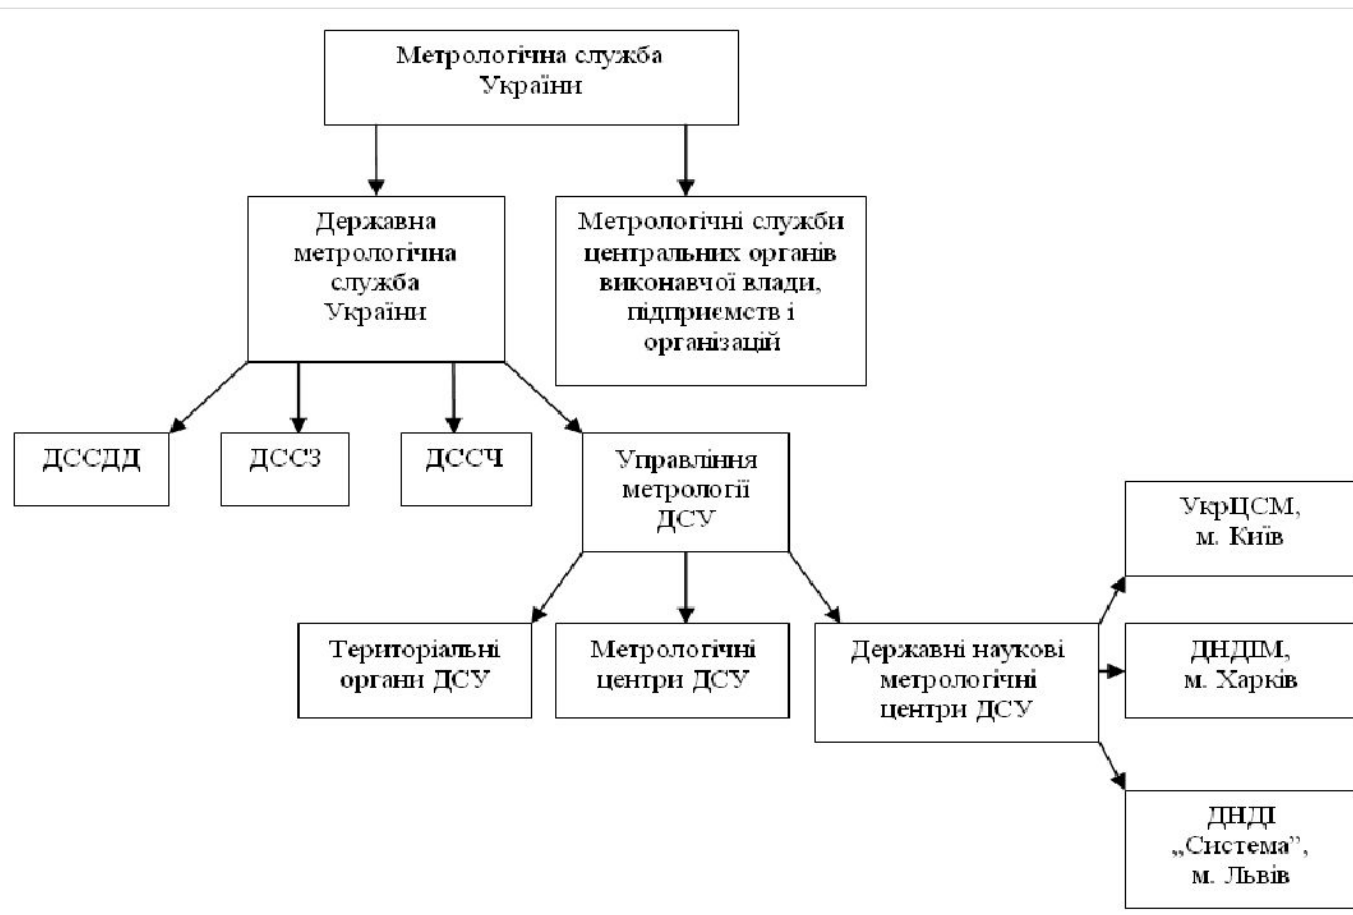 Метрологічна служба
України
Державна
метрологічна
служба
України
Метрологічні служби
центральних органів
виконавчої влади,
підприємств і
організацій
ДССДД
ДССЗ
ДССЧ
Управління
метрології
ДСУ
УкрЦСМ,
м. Київ
Територіальні
органи ДСУ
Метрологічні
центри ДСУ
Державні наукові
метрологічні
центри ДСУ
ДНДІМ,
м. Харків
ДНДІ
„Система”,
м. Львів